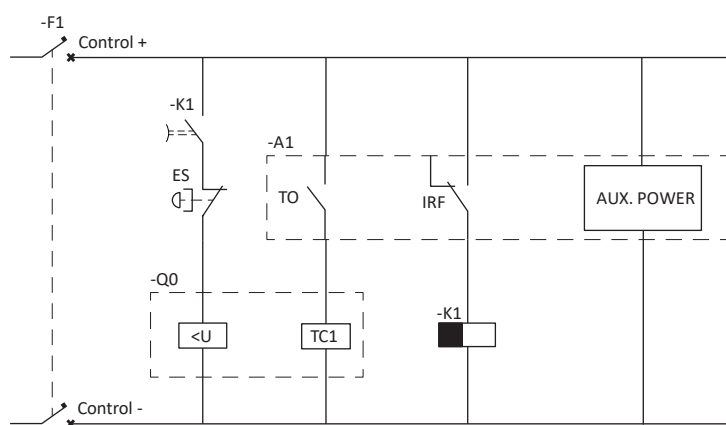 -F1
Control +
-K1
-A1
ES
TO
IRF
AUX. POWER
-Q0
-K1
<U
TC1
Control -